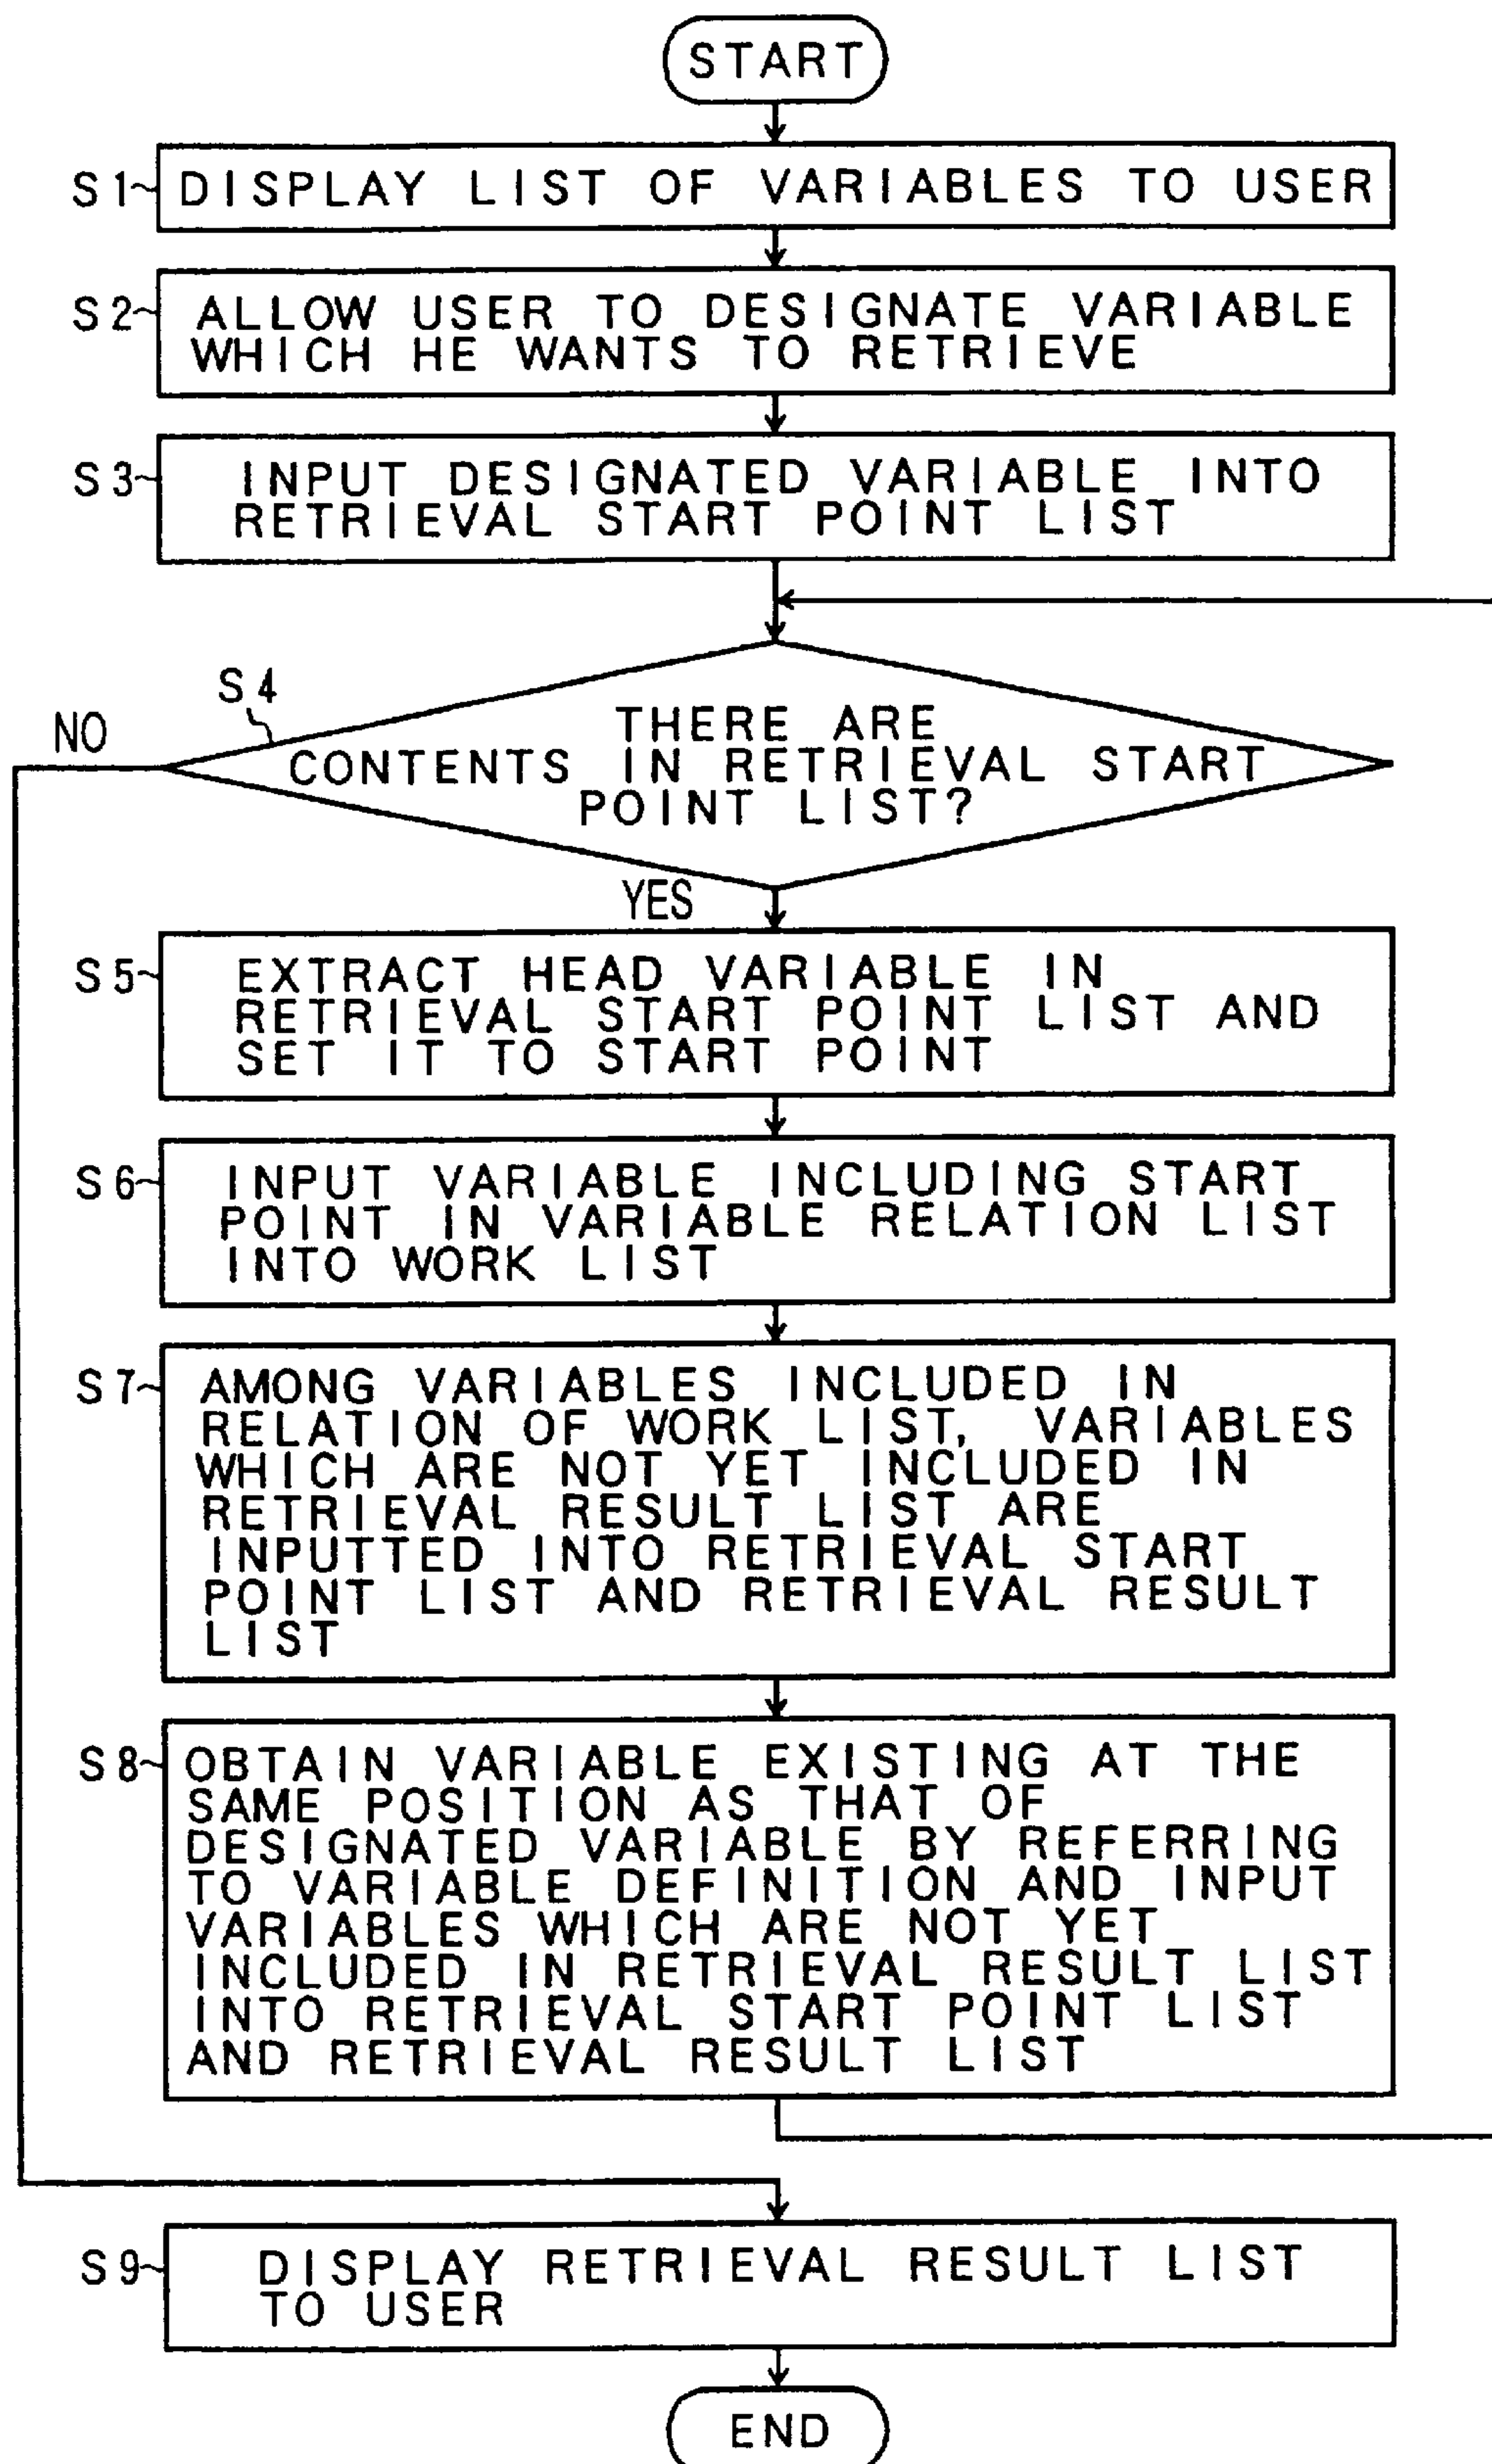 START
S1
DISPLAY LIST OF VARIABLES TO USER
S2
ALLOW USER TO DESIGNATE VARIABLE
WHICH HE WANTS TO RETRIEVE
S3
INPUT DESIGNATED VARIABLE INTO
RETRIEVAL START POINT LIST
S4
NO
THERE ARE
CONTENTS IN RETRIEVAL START
POINT LIST?
YES
S5
EXTRACT HEAD VARIABLE IN
RETRIEVAL START POINT LIST AND
SET IT TO START POINT
S6
INPUT VARIABLE INCLUDING START
POINT IN VARIABLE RELATION LIST
INTO WORK LIST
S7
AMONG VARIABLES INCLUDED IN
RELATION OF WORK LIST, VARIABLES
WHICH ARE NOT YET INCLUDED IN
RETRIEVAL RESULT LIST ARE
INPUTTED INTO RETRIEVAL START
POINT LIST AND RETRIEVAL RESULT
LIST
S8
OBTAIN VARIABLE EXISTING AT THE
SAME POSITION AS THAT OF
DESIGNATED VARIABLE BY REFERRING
TO VARIABLE DEFINITION AND INPUT
VARIABLES WHICH ARE NOT YET
INCLUDED IN RETRIEVAL RESULT LIST
INTO RETRIEVAL START POINT LIST
AND RETRIEVAL RESULT LIST
S9
DISPLAY RETRIEVAL RESULT LIST
TO USER
END